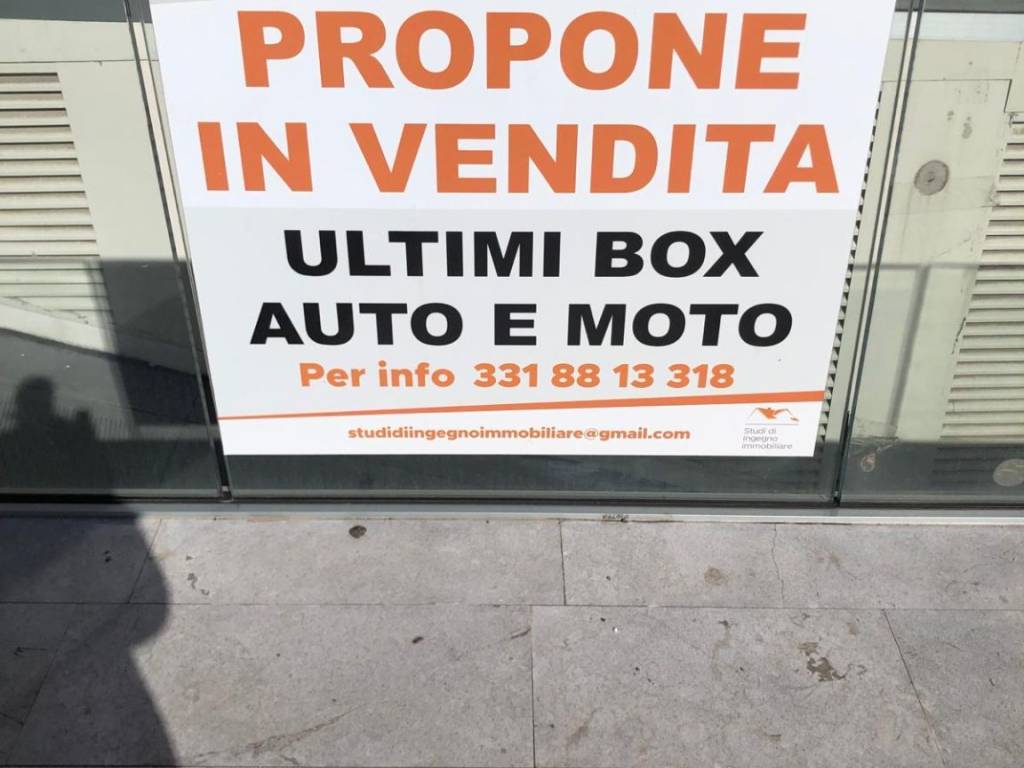 PROPONE
IN VENDITA
ULTIMI BOX
AUTO E MOTO
Per info 331 88 13 318
studidiingegnoimmobiliare@gmail.com
Studi di
Ingegno
immobiliare